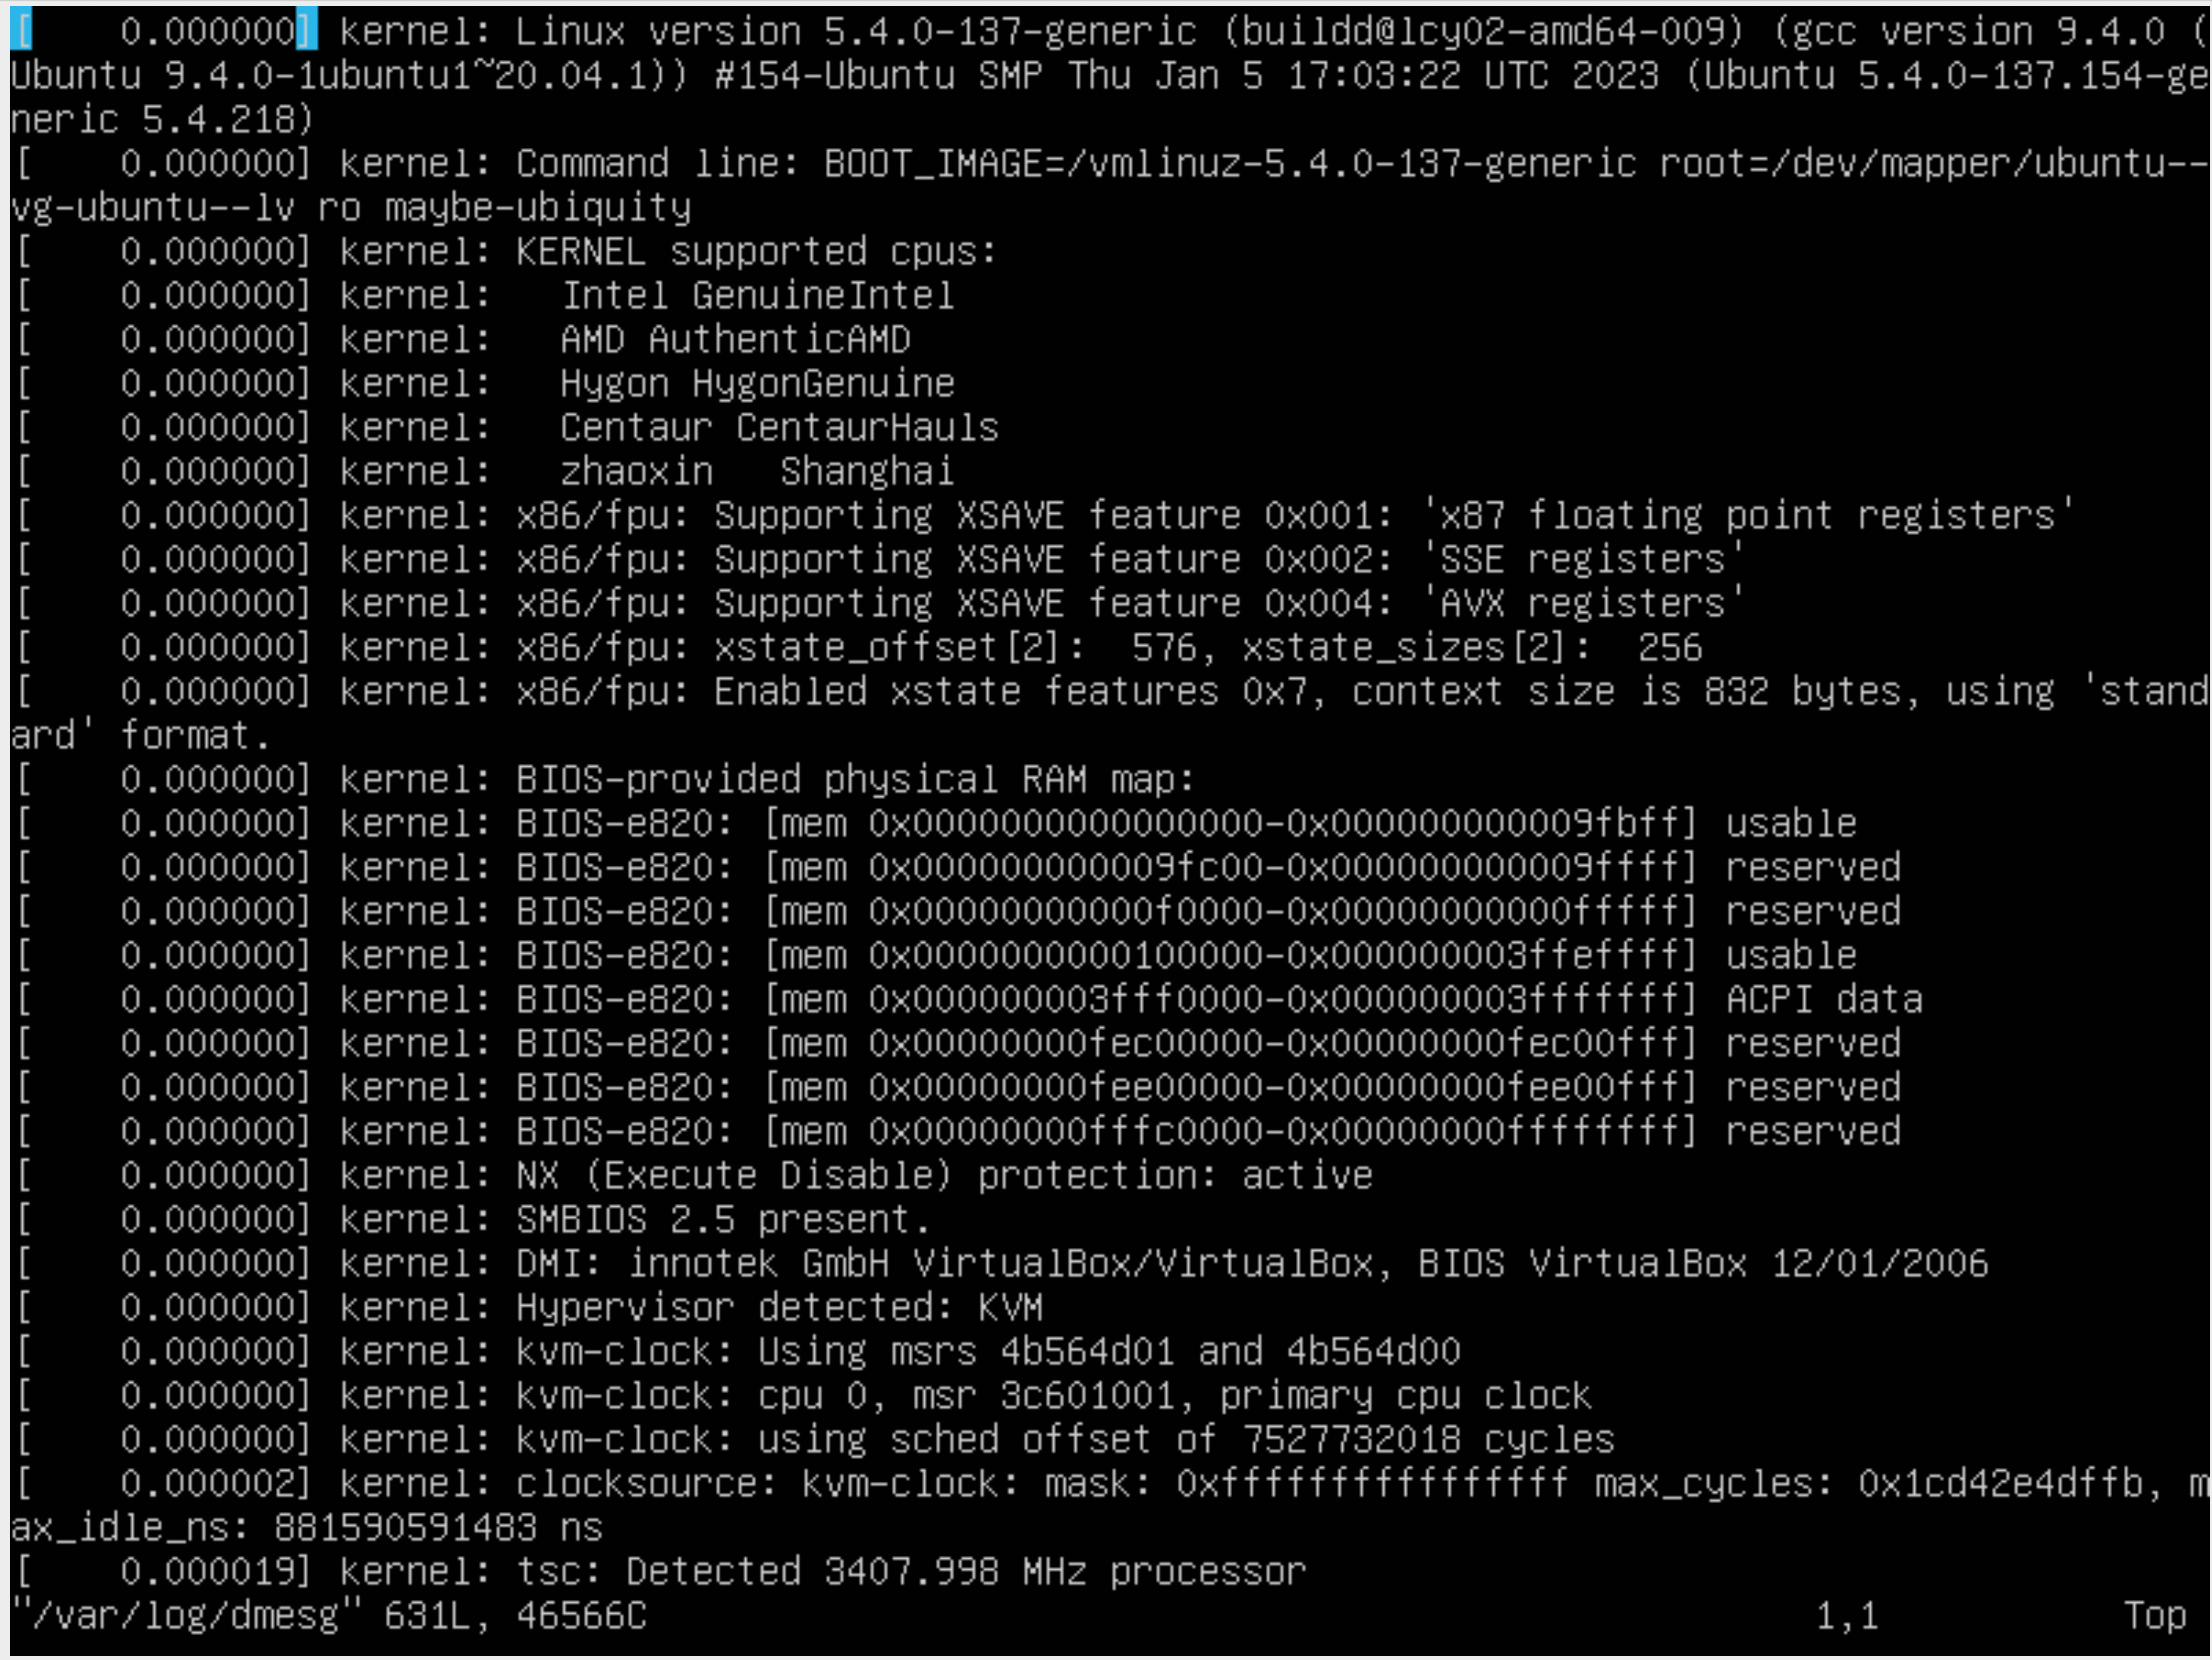 [    0.000000] kernel: Linux version 5.4.0-137-generic (buildd@lcy02-amd64-009) (gcc version 9.4.0 (
Ubuntu 9.4.0-1ubuntu1~20.04.1)) #154-Ubuntu SMP Thu Jan 5 17:03:22 UTC 2023 (Ubuntu 5.4.0-137.154-ge
neric 5.4.218)
[    0.000000] kernel: Command line: BOOT_IMAGE=/vmlinuz-5.4.0-137-generic root=/dev/mapper/ubuntu--
vg-ubuntu--lv ro maybe-ubiquity
[    0.000000] kernel: KERNEL supported cpus:
[    0.000000] kernel:   Intel GenuineIntel
[    0.000000] kernel:   AMD AuthenticAMD
[    0.000000] kernel:   Hygon HygonGenuine
[    0.000000] kernel:   Centaur CentaurHauls
[    0.000000] kernel:   zhaoxin   Shanghai
[    0.000000] kernel: x86/fpu: Supporting XSAVE feature 0x001: 'x87 floating point registers'
[    0.000000] kernel: x86/fpu: Supporting XSAVE feature 0x002: 'SSE registers'
[    0.000000] kernel: x86/fpu: Supporting XSAVE feature 0x004: 'AVX registers'
[    0.000000] kernel: x86/fpu: xstate_offset[2]:  576, xstate_sizes[2]:  256
[    0.000000] kernel: x86/fpu: Enabled xstate features 0x7, context size is 832 bytes, using 'stand
ard' format.
[    0.000000] kernel: BIOS-provided physical RAM map:
[    0.000000] kernel: BIOS-e820: [mem 0x0000000000000000-0x000000000009fbff] usable
[    0.000000] kernel: BIOS-e820: [mem 0x000000000009fc00-0x000000000009ffff] reserved
[    0.000000] kernel: BIOS-e820: [mem 0x00000000000f0000-0x00000000000fffff] reserved
[    0.000000] kernel: BIOS-e820: [mem 0x0000000000100000-0x000000003ffeffff] usable
[    0.000000] kernel: BIOS-e820: [mem 0x000000003fff0000-0x000000003fffffff] ACPI data
[    0.000000] kernel: BIOS-e820: [mem 0x00000000fec00000-0x00000000fec00fff] reserved
[    0.000000] kernel: BIOS-e820: [mem 0x00000000fee00000-0x00000000fee00fff] reserved
[    0.000000] kernel: BIOS-e820: [mem 0x00000000fffc0000-0x00000000ffffffff] reserved
[    0.000000] kernel: NX (Execute Disable) protection: active
[    0.000000] kernel: SMBIOS 2.5 present.
[    0.000000] kernel: DMI: innotek GmbH VirtualBox/VirtualBox, BIOS VirtualBox 12/01/2006
[    0.000000] kernel: Hypervisor detected: KVM
[    0.000000] kernel: kvm-clock: Using msrs 4b564d01 and 4b564d00
[    0.000000] kernel: kvm-clock: cpu 0, msr 3c601001, primary cpu clock
[    0.000000] kernel: kvm-clock: using sched offset of 7527732018 cycles
[    0.000002] kernel: clocksource: kvm-clock: mask: 0xffffffffffffffff max_cycles: 0x1cd42e4dffb, m
ax_idle_ns: 881590591483 ns
[    0.000019] kernel: tsc: Detected 3407.998 MHz processor
"/var/log/dmesg" 631L, 46566C                                                     1,1           Top